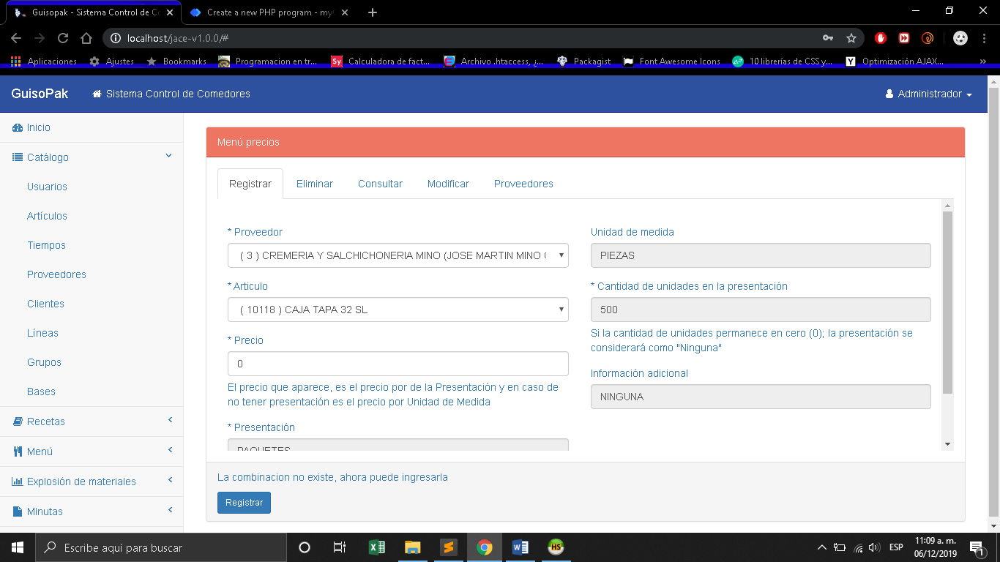 Guisopak - Sistema Control de Co
Create a new PHP program - my
localhost/jace-v1.0.0/#
Aplicaciones
Ajustes
Bookmarks
Programacion en tr...
Calculadora de fact...
Archivo .htaccess, ¿...
Packagist
Font Awesome Icons
10 librerías de CSS y...
Optimización AJAX...
GuisoPak
Sistema Control de Comedores
Administrador
Inicio
Catálogo
Usuarios
Artículos
Tiempos
Proveedores
Clientes
Líneas
Grupos
Bases
Recetas
Menú
Explosión de materiales
Minutas
Menú precios
Registrar
Eliminar
Consultar
Modificar
Proveedores
* Proveedor
( 3 ) CREMERIA Y SALCHICHONERIA MINO (JOSE MARTIN MINO
* Articulo
( 10118 ) CAJA TAPA 32 SL
* Precio
0
El precio que aparece, es el precio por de la Presentación y en caso de
no tener presentación es el precio por Unidad de Medida
* Presentación
PAQUETES
Unidad de medida
PIEZAS
* Cantidad de unidades en la presentación
500
Si la cantidad de unidades permanece en cero (0); la presentación se
considerará como "Ninguna"
Información adicional
NINGUNA
La combinacion no existe, ahora puede ingresarla
Registrar
Escribe aquí para buscar
ESP
11:09 a. m.
06/12/2019
1